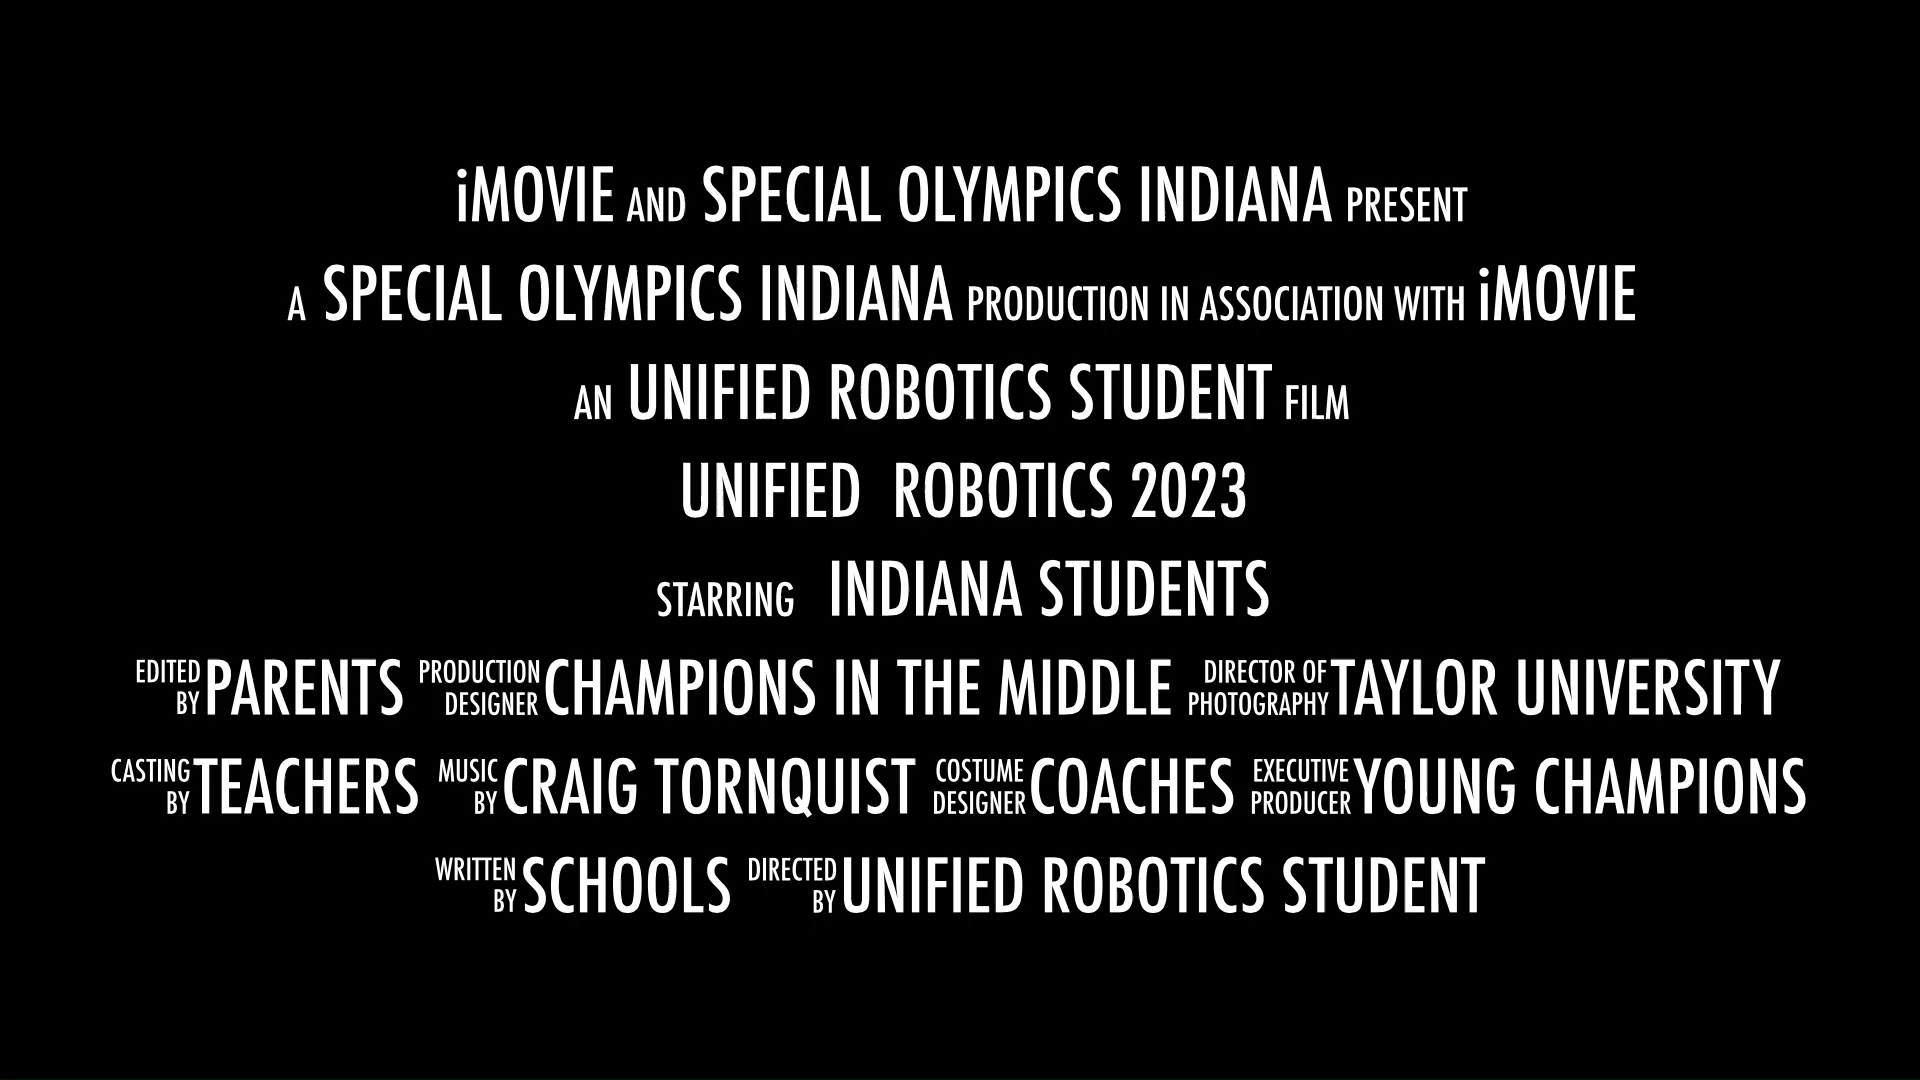 iMOVIE AND SPECIAL OLYMPICS INDIANA PRESENT
A SPECIAL OLYMPICS INDIANA PRODUCTION IN ASSOCIATION WITH iMOVIE
AN UNIFIED ROBOTICS STUDENT FILM
UNIFIED ROBOTICS 2023
STARRING INDIANA STUDENTS
EDITED BY PARENTS PRODUCTION DESIGNER CHAMPIONS IN THE MIDDLE DIRECTOR OF PHOTOGRAPHY TAYLOR UNIVERSITY
CASTING BY TEACHERS MUSIC BY CRAIG TORNQUIST COSTUME DESIGNER COACHES EXECUTIVE PRODUCER YOUNG CHAMPIONS
WRITTEN BY SCHOOLS DIRECTED BY UNIFIED ROBOTICS STUDENT